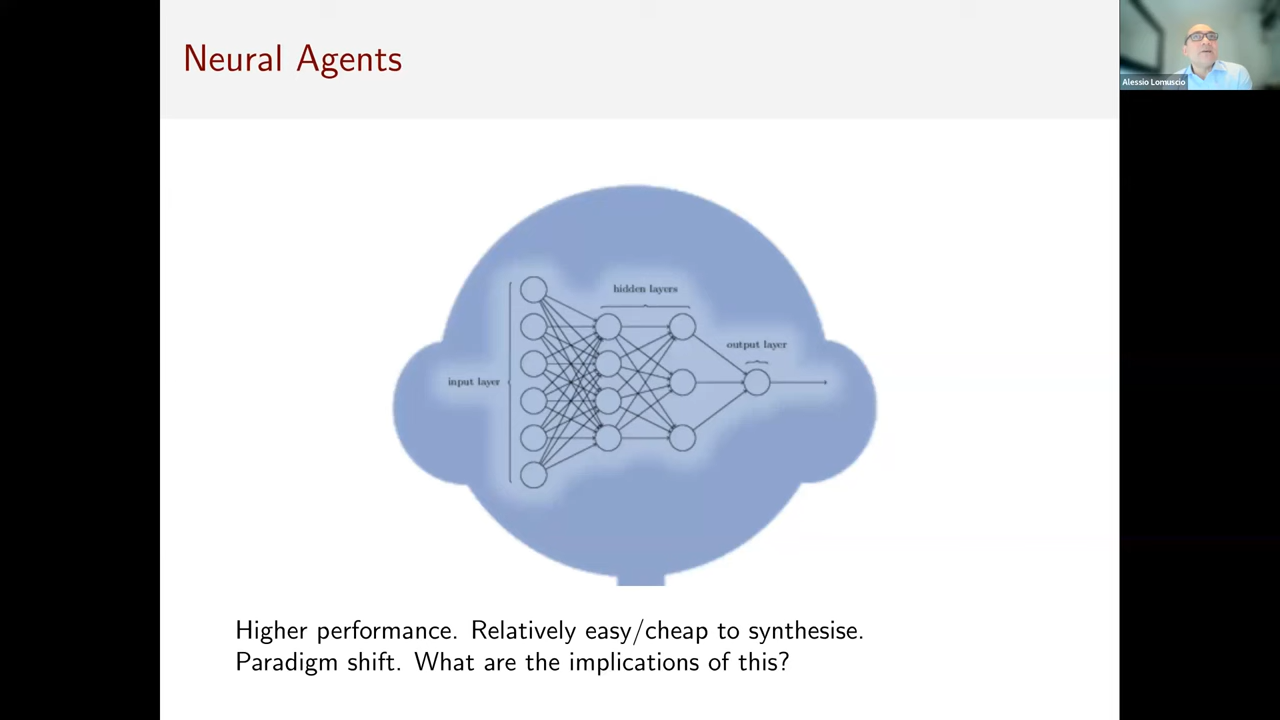 Neural Agents
Alessio Lomuscio
hidden layers
output layer
input layer
Higher performance. Relatively easy/cheap to synthesise.
Paradigm shift. What are the implications of this?